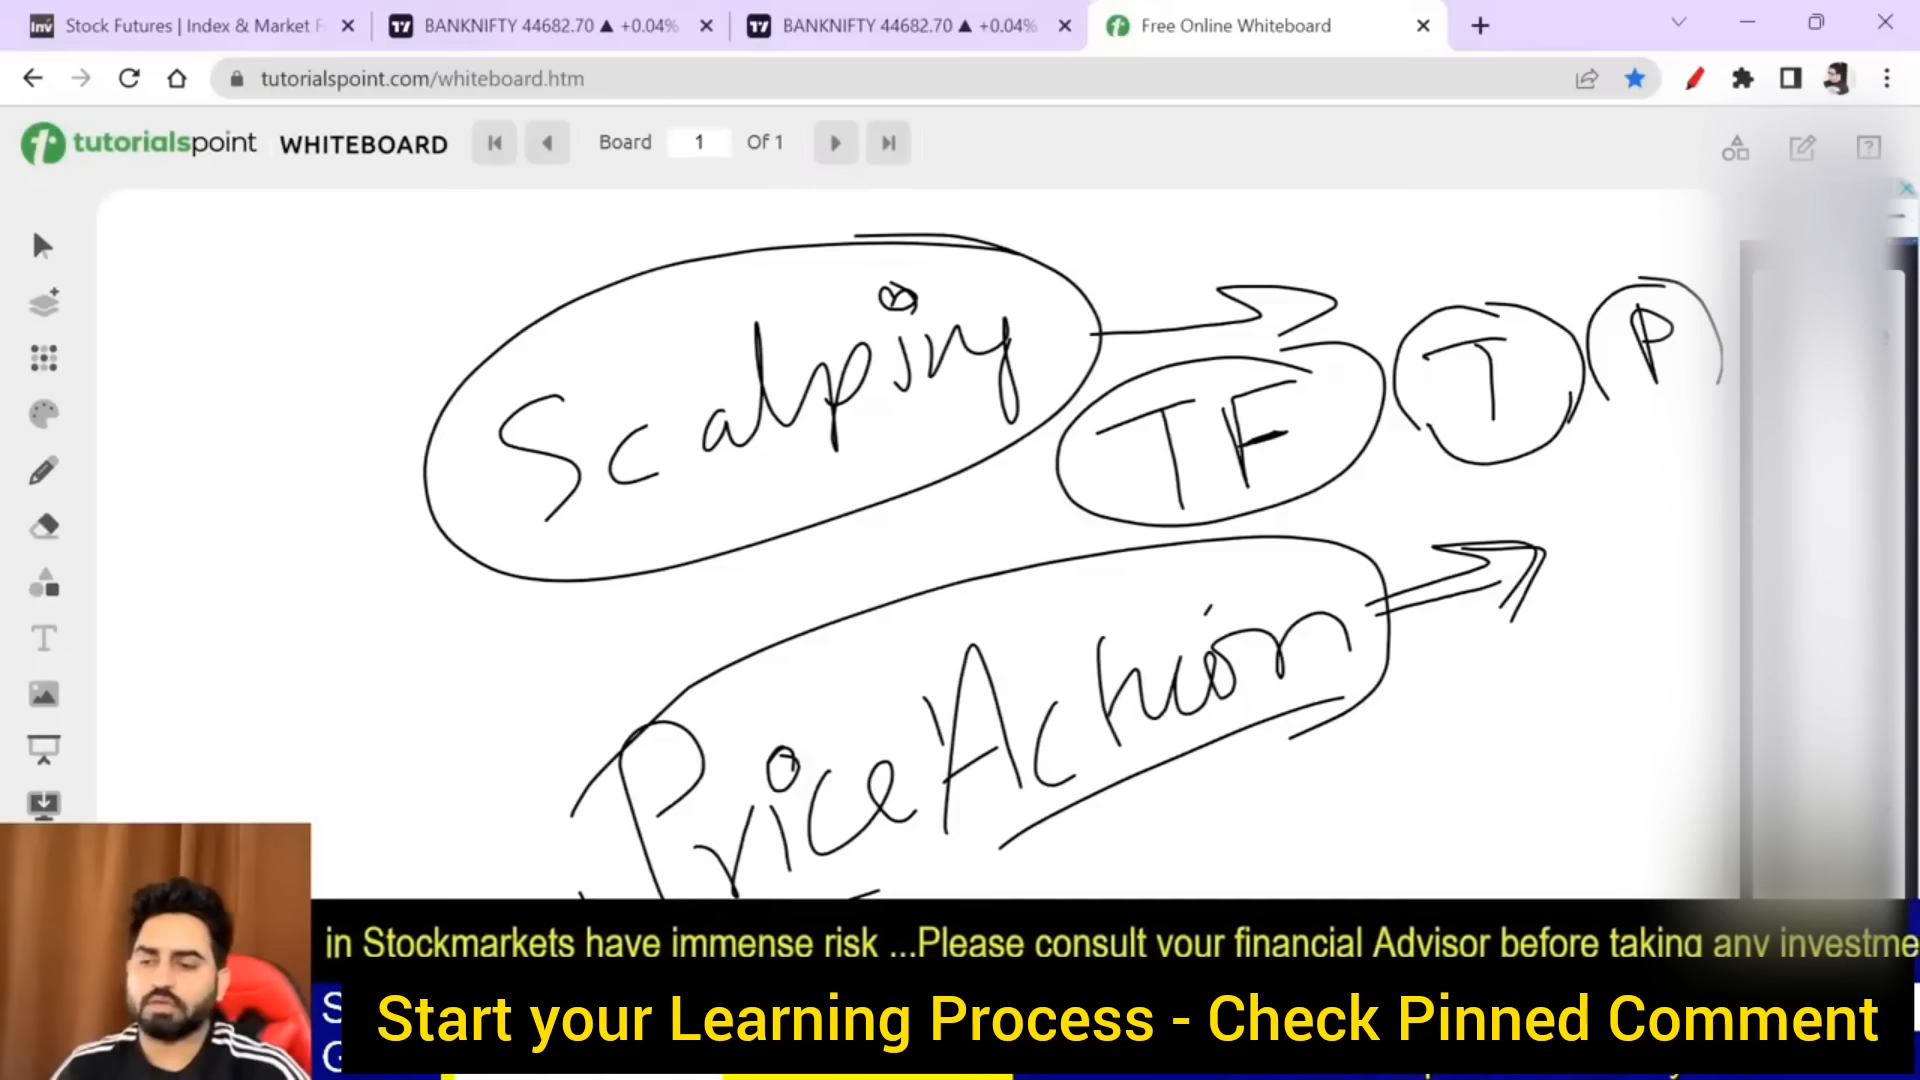 Stock Futures | Index & Market F
BANKNIFTY 44682.70 ▲ +0.04%
BANKNIFTY 44682.70 ▲ +0.04%
Free Online Whiteboard
tutorialspoint.com/whiteboard.htm
tutorialspoint WHITEBOARD Board 1 Of 1
Scalping
TF T P
Price Action
in Stockmarkets have immense risk ...Please consult your financial Advisor before taking any investme
Start your Learning Process - Check Pinned Comment